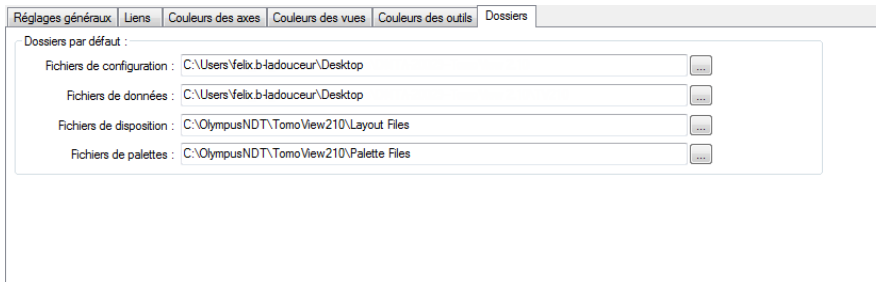 Réglages généraux Liens Couleurs des axes Couleurs des vues Couleurs des outils Dossiers
Dossiers par défaut :
Fichiers de configuration : C:\Users\felix.b-ladouceur\Desktop ...
Fichiers de données : C:\Users\felix.b-ladouceur\Desktop ...
Fichiers de disposition : C:\OlympusNDT\TomoView210\Layout Files ...
Fichiers de palettes : C:\OlympusNDT\TomoView210\Palette Files ...